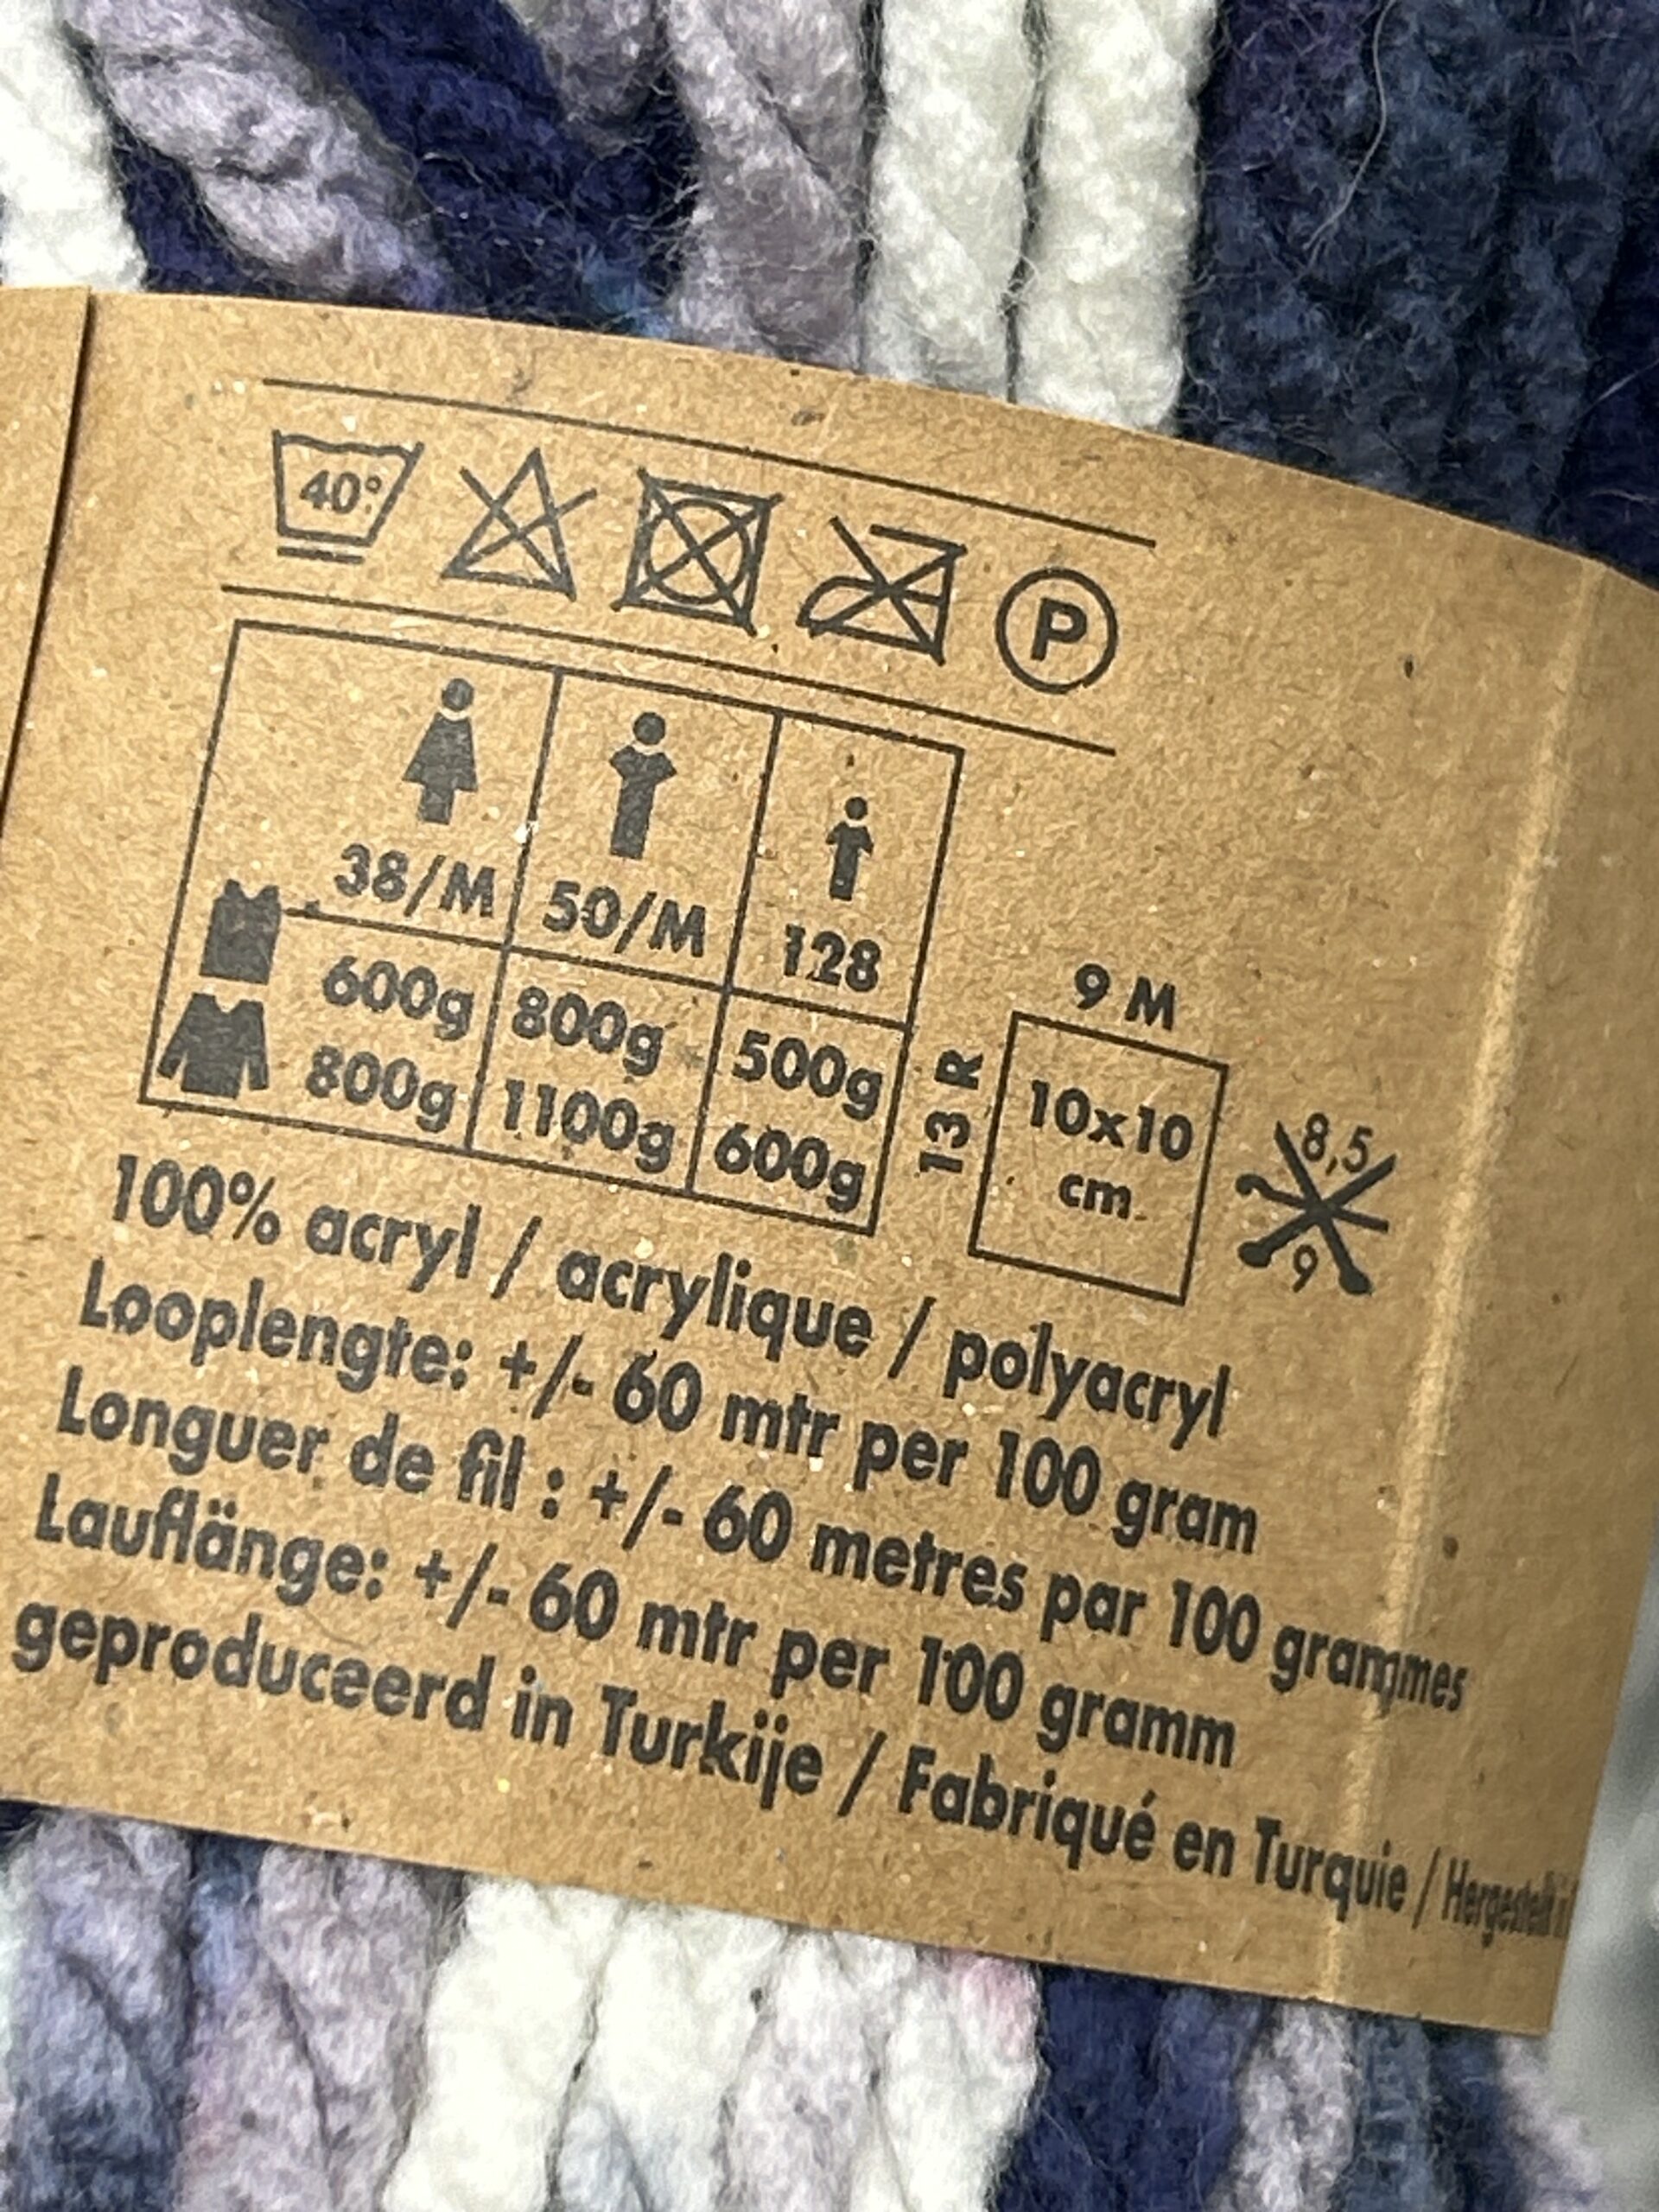 40°
P
38/M 50/M 128
600g 800g 500g
800g 1100g 600g
9 M
13 R
10x10
cm
8,5
9
100% acryl / acrylique / polyacryl
Looplengte: +/- 60 mtr per 100 gram
Longuer de fil : +/- 60 metres par 100 grammes
Lauflänge: +/- 60 mtr per 100 gramm
geproduceerd in Turkije / Fabriqué en Turquie / Hergestellt